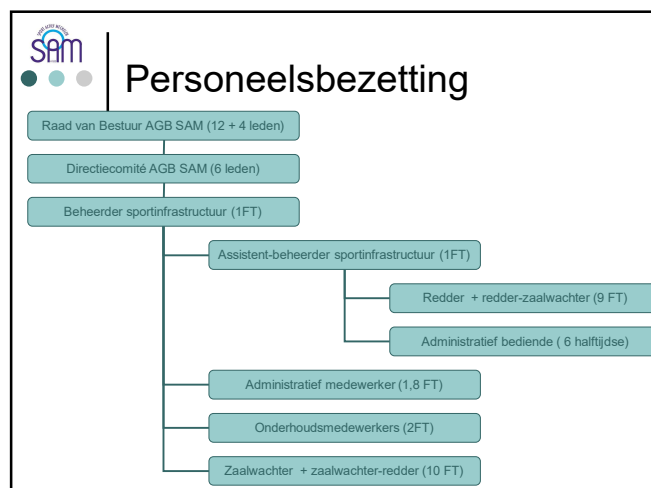 SAM
Personeelsbezetting
Raad van Bestuur AGB SAM (12 + 4 leden)
Directiecomité AGB SAM (6 leden)
Beheerder sportinfrastructuur (1FT)
Assistent-beheerder sportinfrastructuur (1FT)
Redder + redder-zaalwachter (9 FT)
Administratief bediende ( 6 halftijdse)
Administratief medewerker (1,8 FT)
Onderhoudsmedewerkers (2FT)
Zaalwachter + zaalwachter-redder (10 FT)